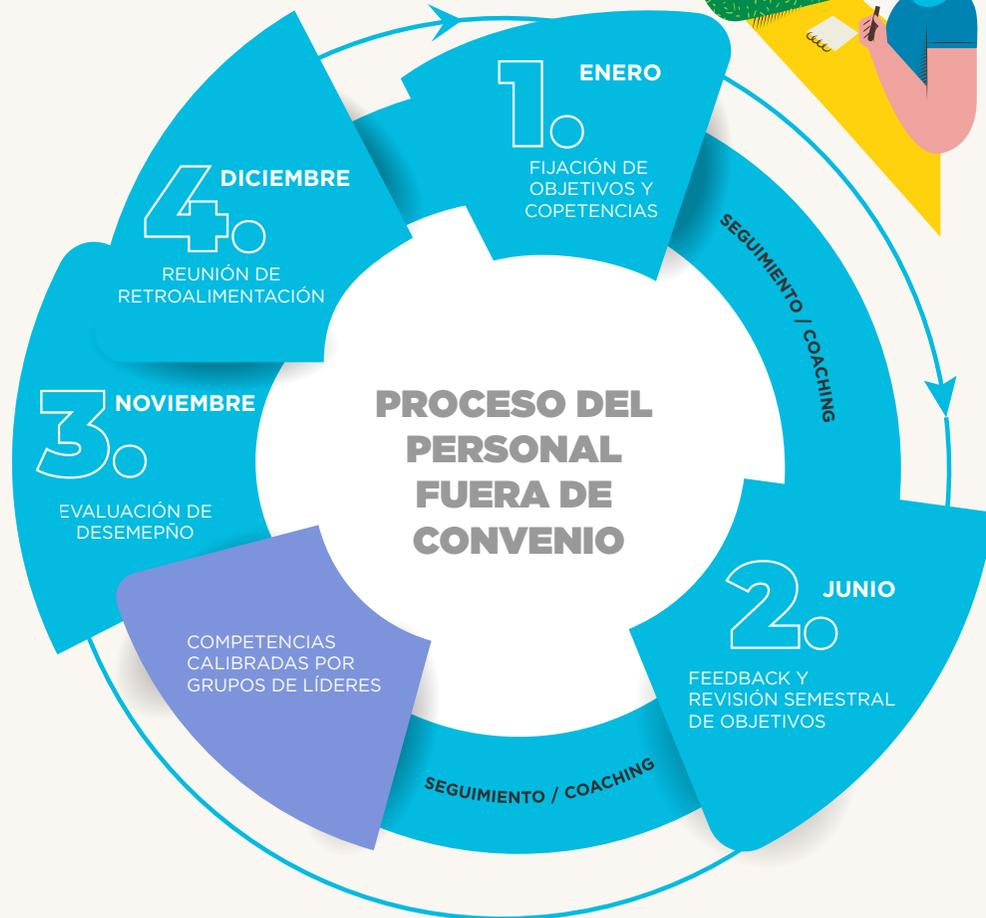 PROCESO DEL
PERSONAL
FUERA DE
CONVENIO
1. ENERO
FIJACIÓN DE
OBJETIVOS Y
COPETENCIAS
SEGUIMIENTO / COACHING
2. JUNIO
FEEDBACK Y
REVISIÓN SEMESTRAL
DE OBJETIVOS
SEGUIMIENTO / COACHING
COMPETENCIAS
CALIBRADAS POR
GRUPOS DE LÍDERES
3. NOVIEMBRE
EVALUACIÓN DE
DESEMEPÑO
4. DICIEMBRE
REUNIÓN DE
RETROALIMENTACIÓN